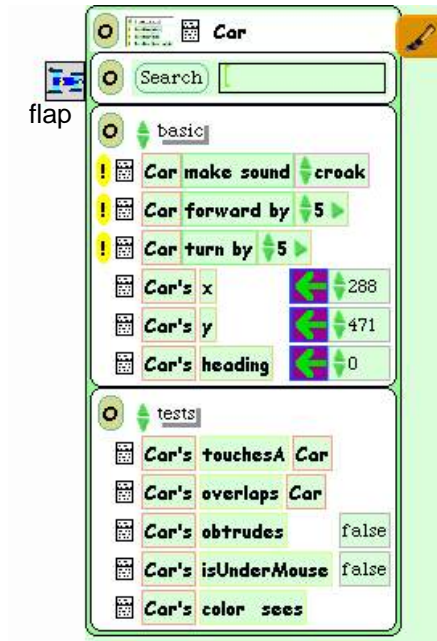 O Car
O Search
flap
O basic
! Car make sound croak
! Car forward by 5
! Car turn by 5
Car's x 288
Car's y 471
Car's heading 0
O tests
Car's touchesA Car
Car's overlaps Car
Car's obtrudes false
Car's isUnderMouse false
Car's color sees